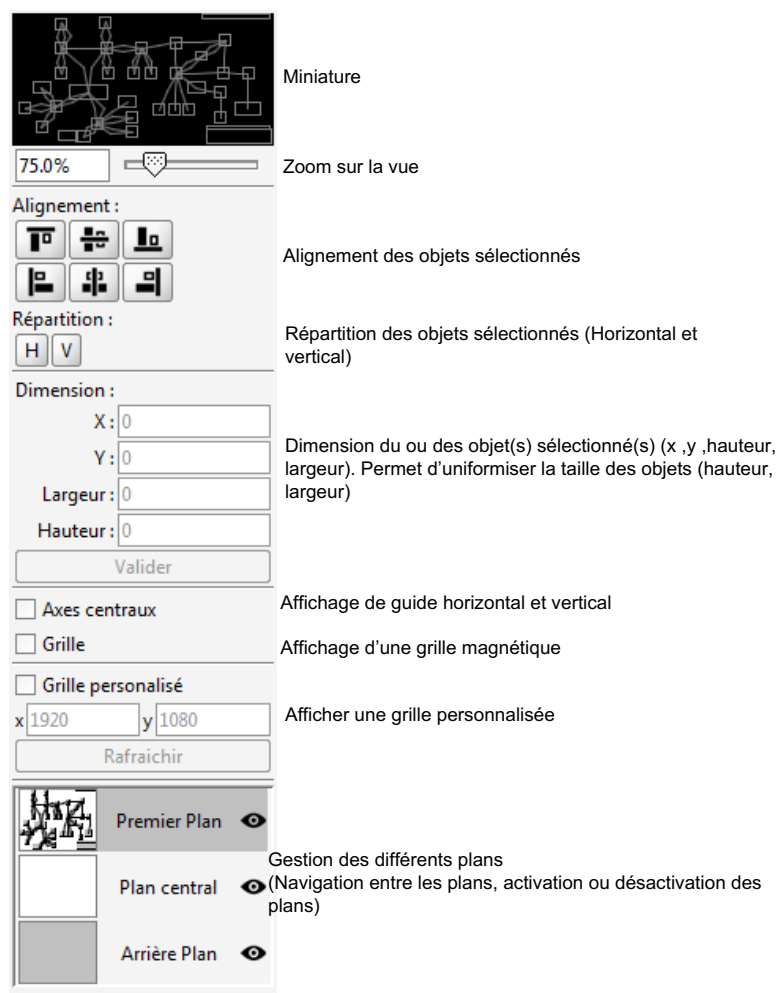 Miniature
75.0%
Zoom sur la vue
Alignement :
Alignement des objets sélectionnés
Répartition :
H V
Répartition des objets sélectionnés (Horizontal et
vertical)
Dimension :
X : 0
Y : 0
Largeur : 0
Hauteur : 0
Valider
Dimension du ou des objet(s) sélectionné(s) (x ,y ,hauteur,
largeur). Permet d’uniformiser la taille des objets (hauteur,
largeur)
Axes centraux
Affichage de guide horizontal et vertical
Grille
Affichage d’une grille magnétique
Grille personalisé
x 1920 y 1080
Rafraichir
Afficher une grille personnalisée
Premier Plan
Plan central
Arrière Plan
Gestion des différents plans
(Navigation entre les plans, activation ou désactivation des
plans)